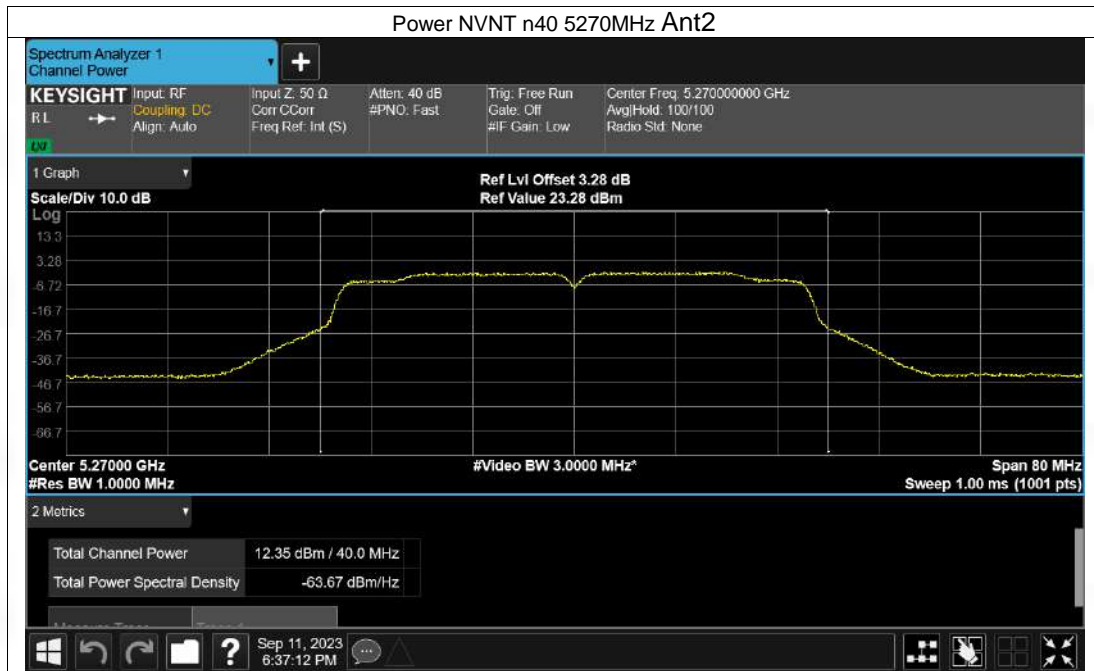 Power NVNT n40 5270MHz Ant2
Spectrum Analyzer 1
Channel Power
+
KEYSIGHT
R L
LXI
Input: RF
Coupling: DC
Align: Auto
Input Z: 50 Ω
Corr CCorr
Freq Ref: Int (S)
Atten: 40 dB
#PNO: Fast
Trig: Free Run
Gate: Off
#IF Gain: Low
Center Freq: 5.270000000 GHz
Avg|Hold: 100/100
Radio Std: None
1 Graph
Scale/Div 10.0 dB
Ref Lvl Offset 3.28 dB
Ref Value 23.28 dBm
Log
13.3
3.28
-6.72
-16.7
-26.7
-36.7
-46.7
-56.7
-66.7
Center 5.27000 GHz
#Res BW 1.0000 MHz
#Video BW 3.0000 MHz*
Span 80 MHz
Sweep 1.00 ms (1001 pts)
2 Metrics
Total Channel Power 12.35 dBm / 40.0 MHz
Total Power Spectral Density -63.67 dBm/Hz
?
Sep 11, 2023
6:37:12 PM